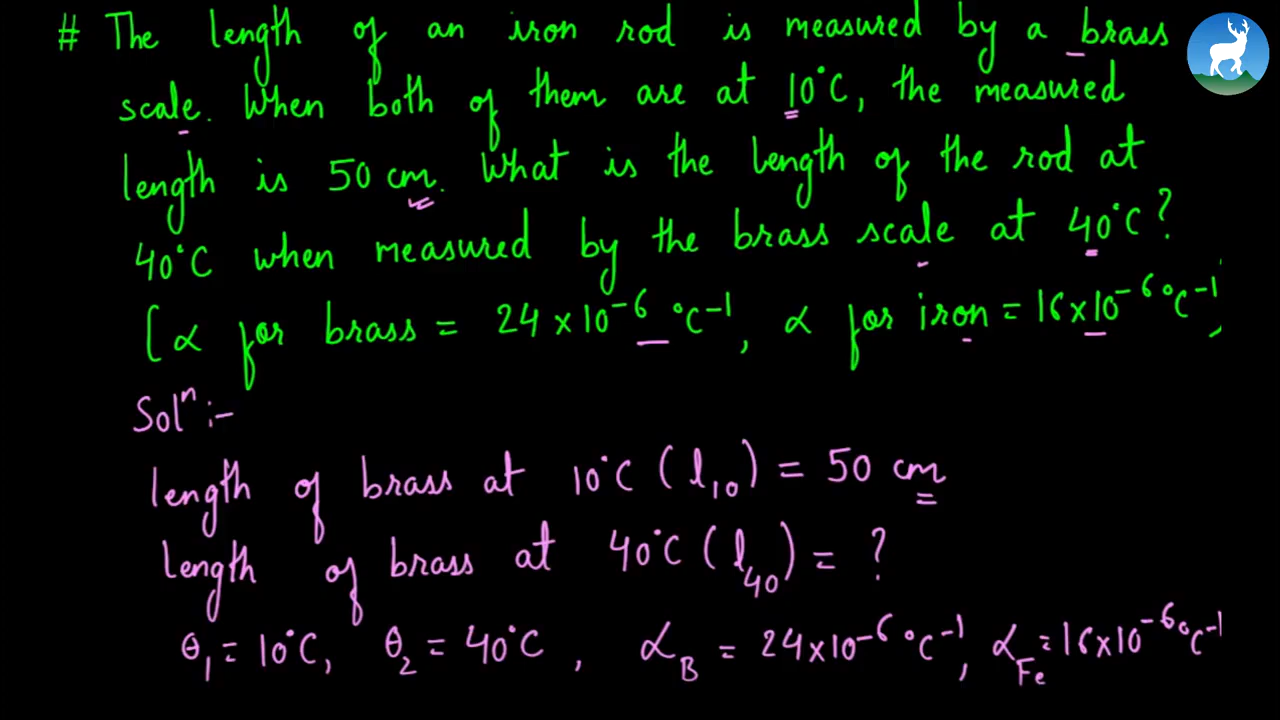 # The length of an iron rod is measured by a brass
scale. When both of them are at 10°C, the measured
length is 50 cm. What is the length of the rod at
40°C when measured by the brass scale at 40°C?
[α for brass = 24 × 10⁻⁶ °C⁻¹, α for iron = 16 × 10⁻⁶ °C⁻¹
Solⁿ :-
length of brass at 10°C (l₁₀) = 50 cm
length of brass at 40°C (l₄₀) = ?
θ₁ = 10°C, θ₂ = 40°C, α_B = 24×10⁻⁶ °C⁻¹, α_Fe = 16×10⁻⁶ °C⁻¹